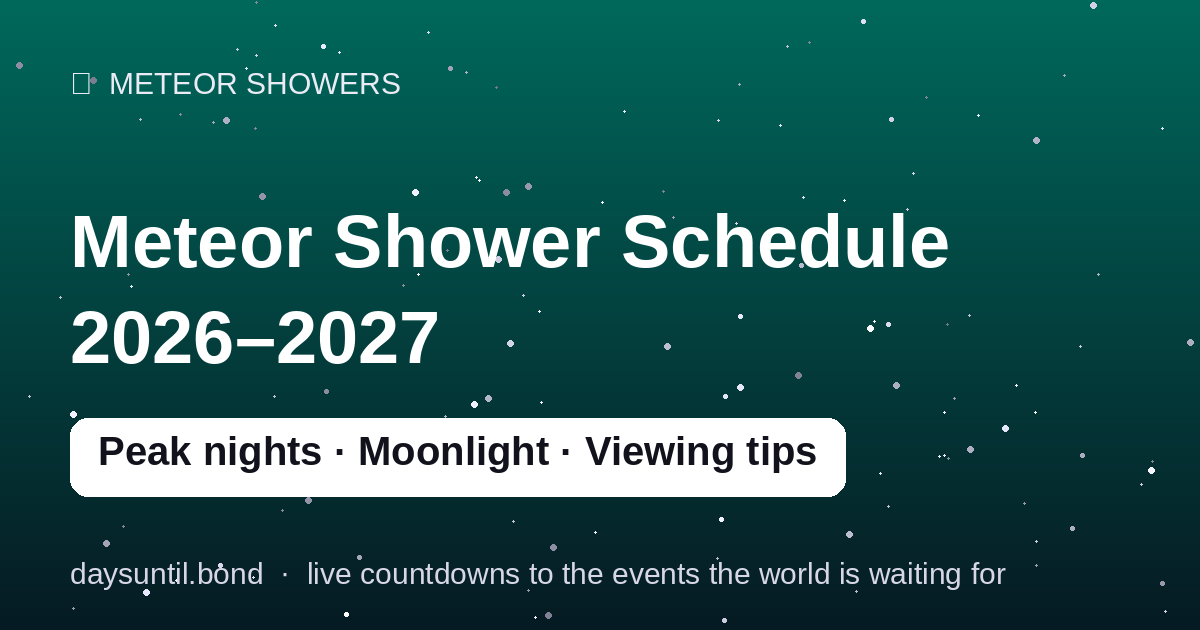 METEOR SHOWERS
Meteor Shower Schedule
2026–2027
Peak nights · Moonlight · Viewing tips
daysuntil.bond · live countdowns to the events the world is waiting for